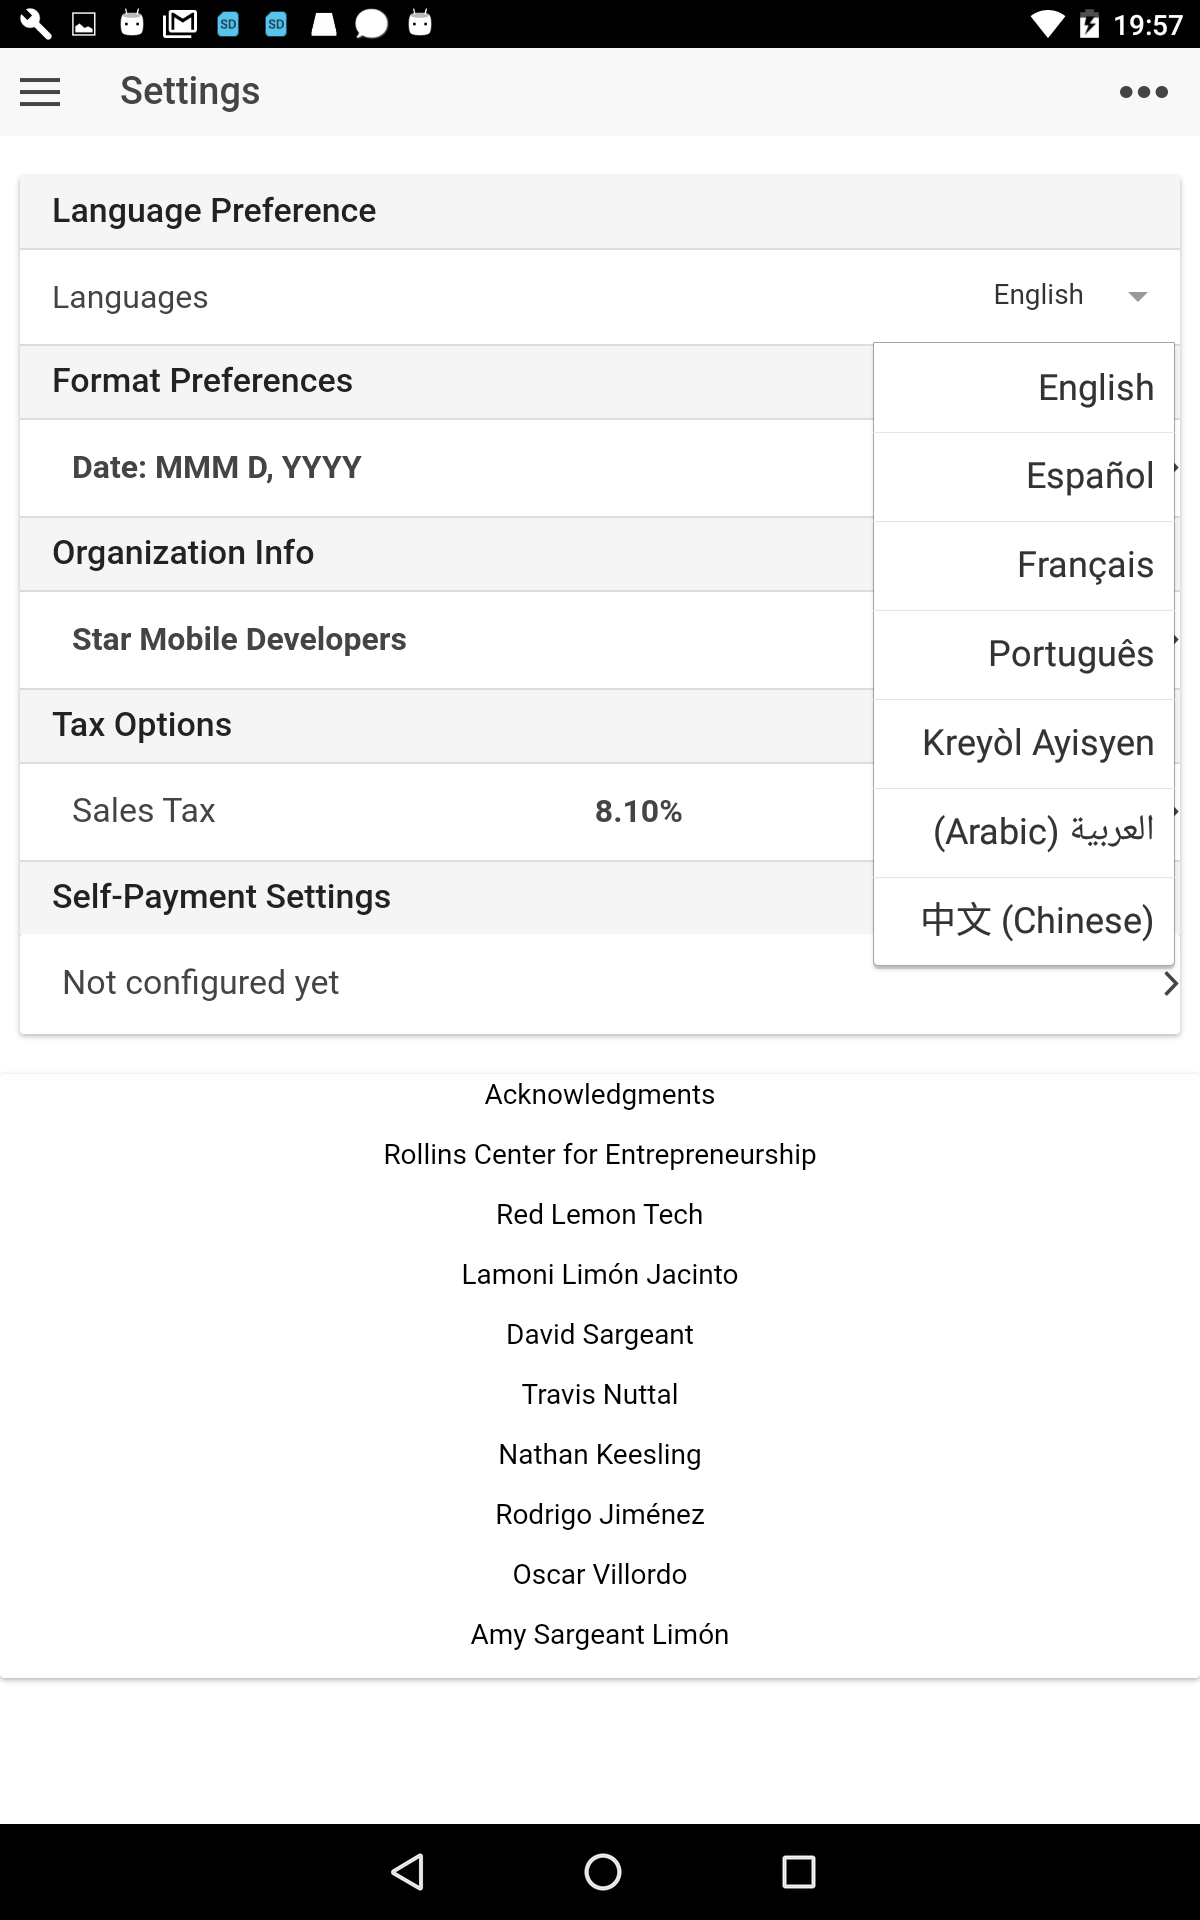 SD SD 19:57
Settings
Language Preference
Languages English
Format Preferences
Date: MMM D, YYYY
Organization Info
Star Mobile Developers
Tax Options
Sales Tax 8.10%
Self-Payment Settings
Not configured yet
English
Español
Français
Português
Kreyòl Ayisyen
العربية (Arabic)
中文 (Chinese)
Acknowledgments
Rollins Center for Entrepreneurship
Red Lemon Tech
Lamoni Limón Jacinto
David Sargeant
Travis Nuttal
Nathan Keesling
Rodrigo Jiménez
Oscar Villordo
Amy Sargeant Limón